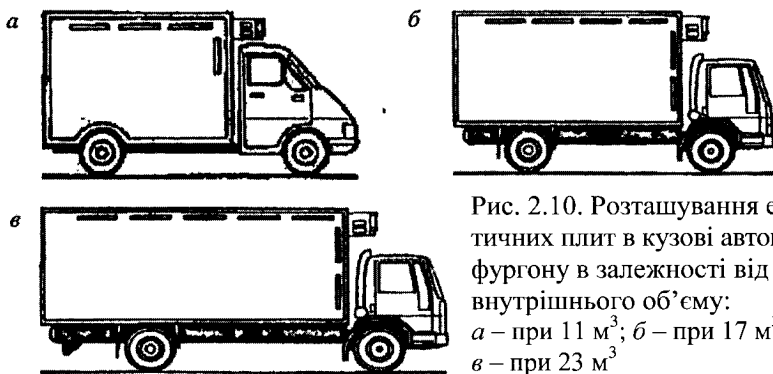 а
б
в
Рис. 2.10. Розташування
тичних плит в кузові
фургону в залежності від
внутрішнього об’єму:
а – при 11 м³; б – при 17
в – при 23 м³